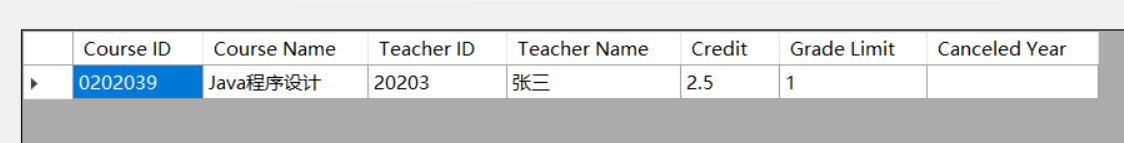 Course ID Course Name Teacher ID Teacher Name Credit Grade Limit Canceled Year
0202039 Java程序设计 20203 张三 2.5 1